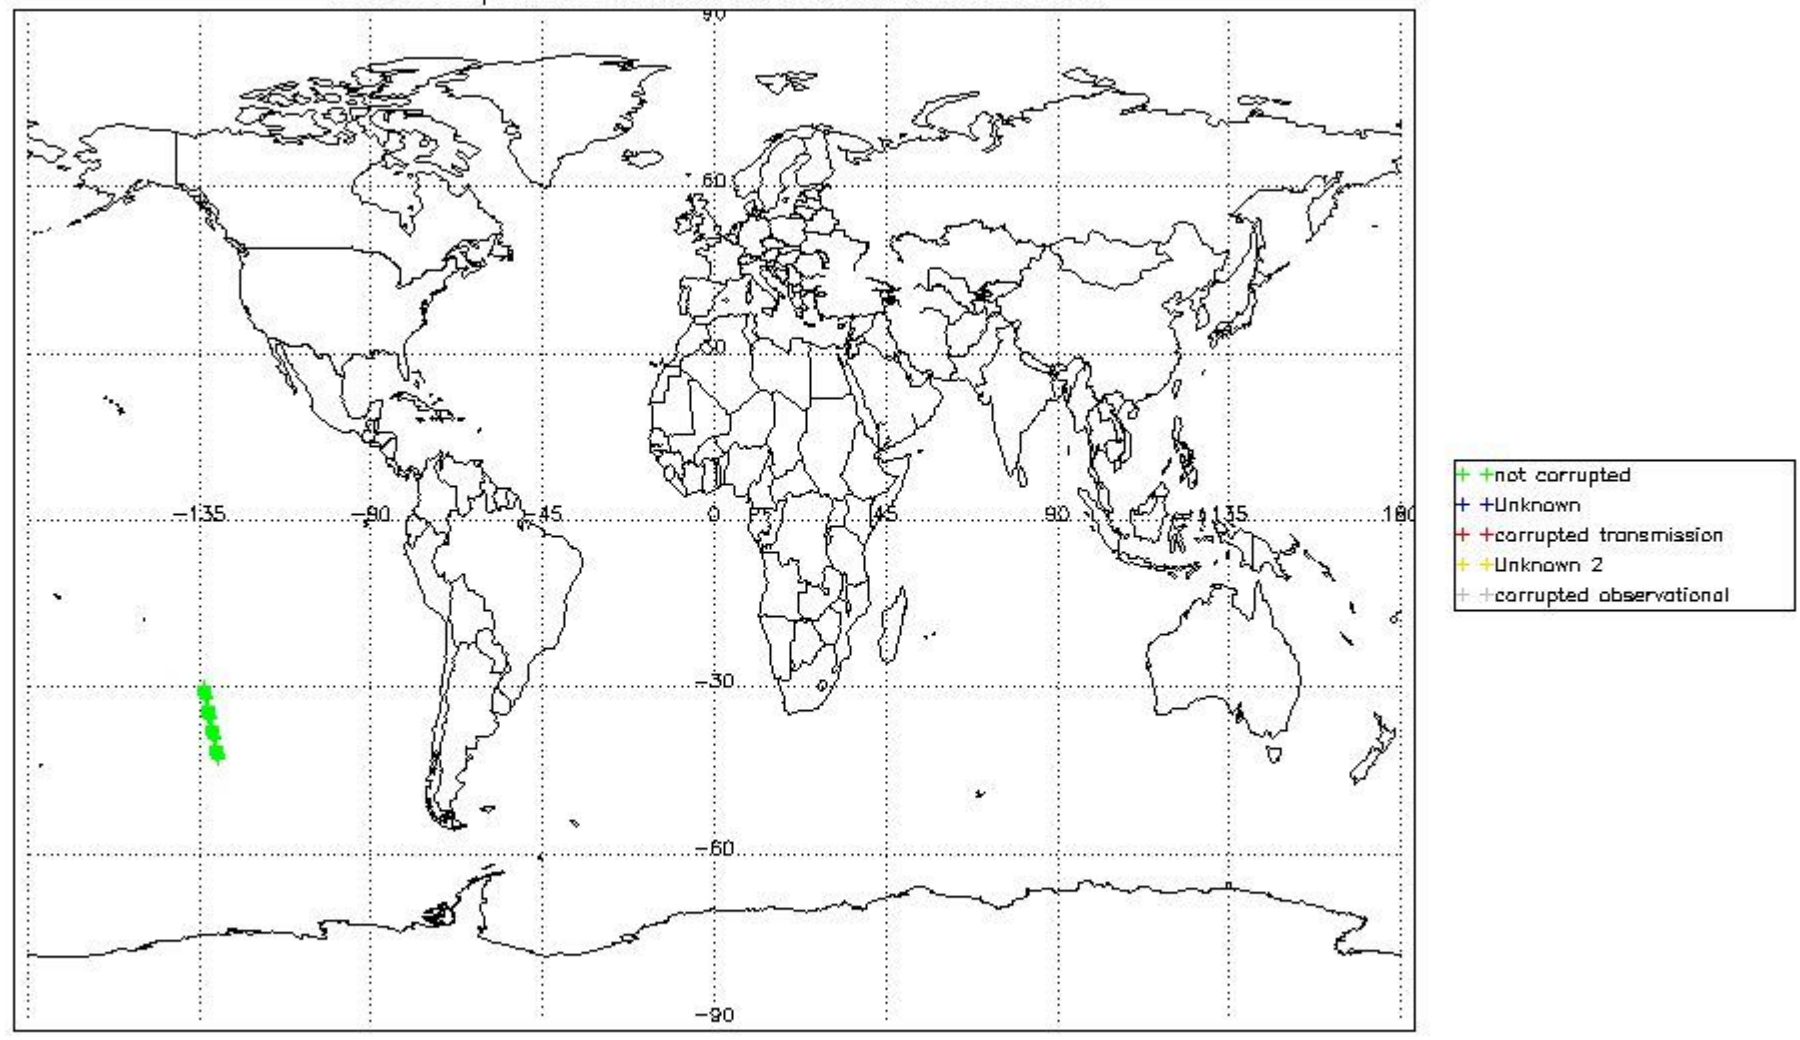 90
60
30
-135 -90 -45 0 45 90 135 180
-30
-60
-90
not corrupted
Unknown
corrupted transmission
Unknown 2
corrupted observational